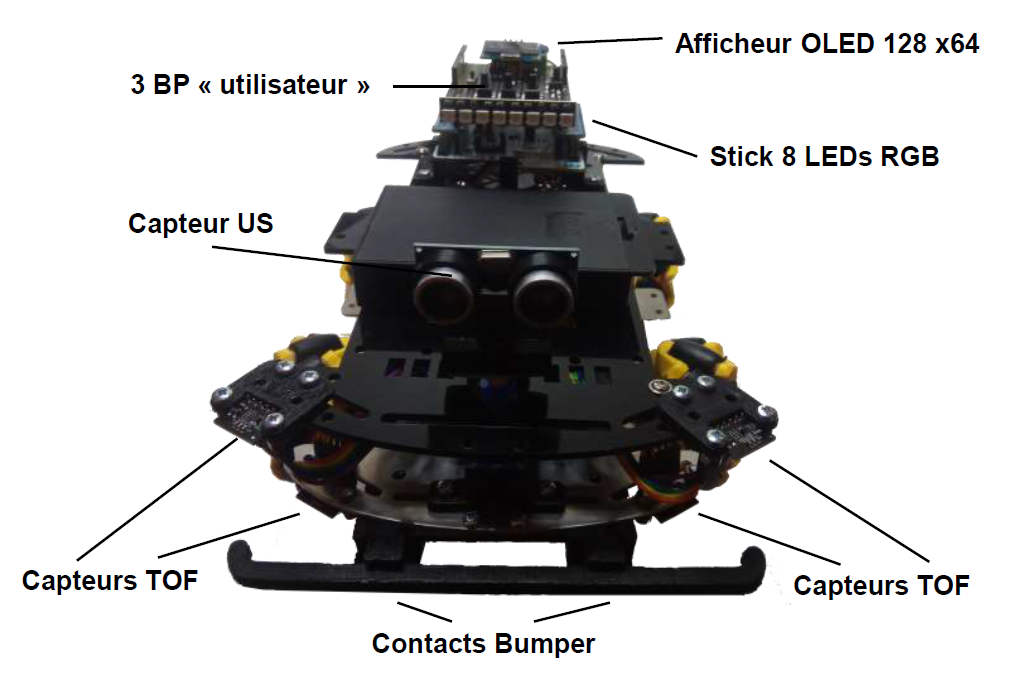 Afficheur OLED 128 x64
3 BP « utilisateur »
Stick 8 LEDs RGB
Capteur US
Capteurs TOF
Capteurs TOF
Contacts Bumper